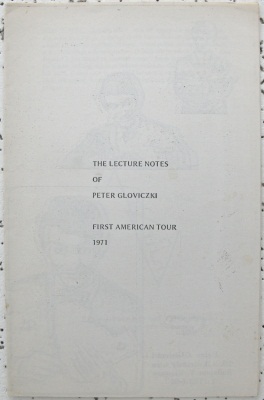 THE LECTURE NOTES
OF
PETER GLOVICZKI
FIRST AMERICAN TOUR
1971